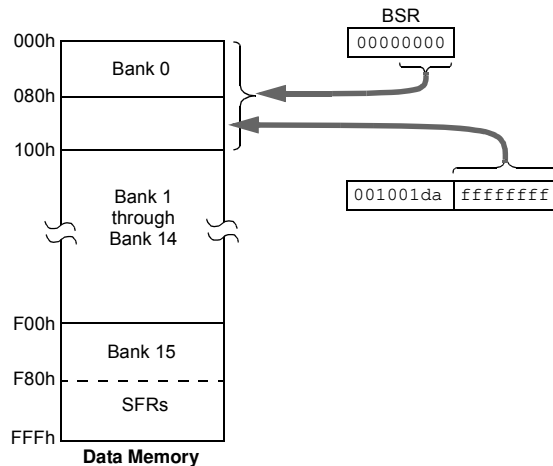 000h
080h
100h
F00h
F80h
FFFh
Bank 0
Bank 1
through
Bank 14
Bank 15
SFRs
Data Memory
BSR
00000000
001001da ffffffff